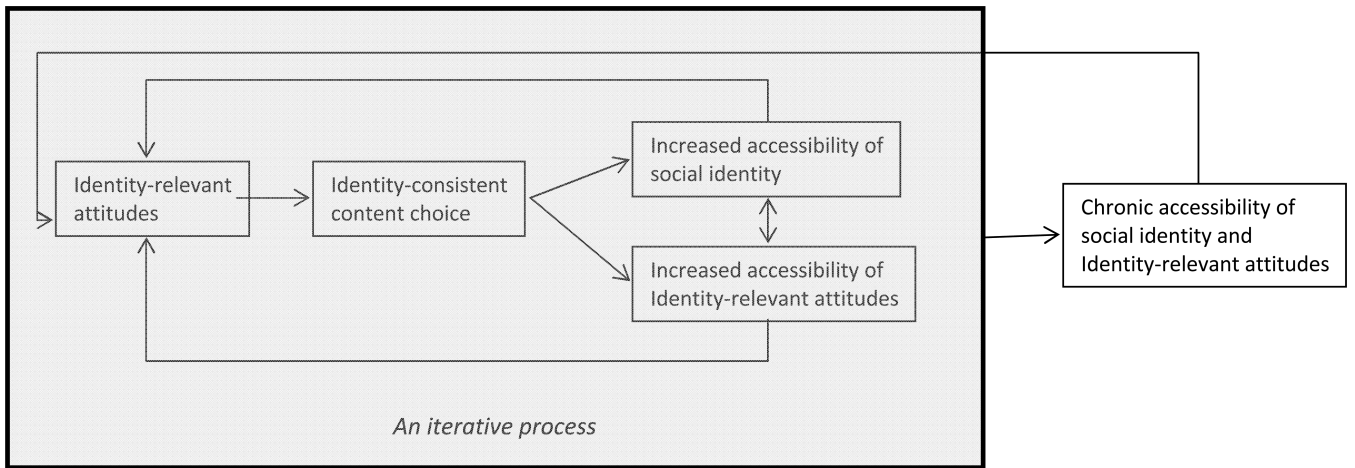 Identity-relevant
attitudes
Identity-consistent
content choice
Increased accessibility of
social identity
Increased accessibility of
Identity-relevant attitudes
Chronic accessibility of
social identity and
Identity-relevant attitudes
An iterative process